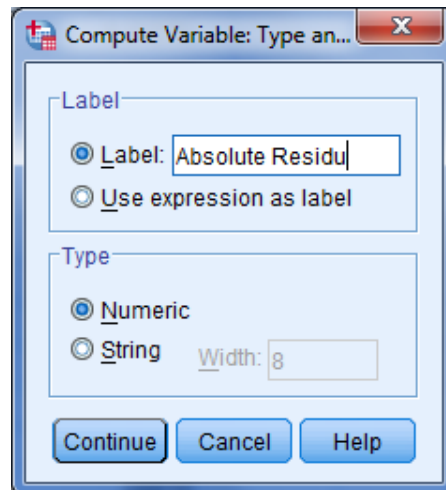 Compute Variable: Type an...
Label
Label: Absolute Residu
Use expression as label
Type
Numeric
String Width: 8
Continue Cancel Help